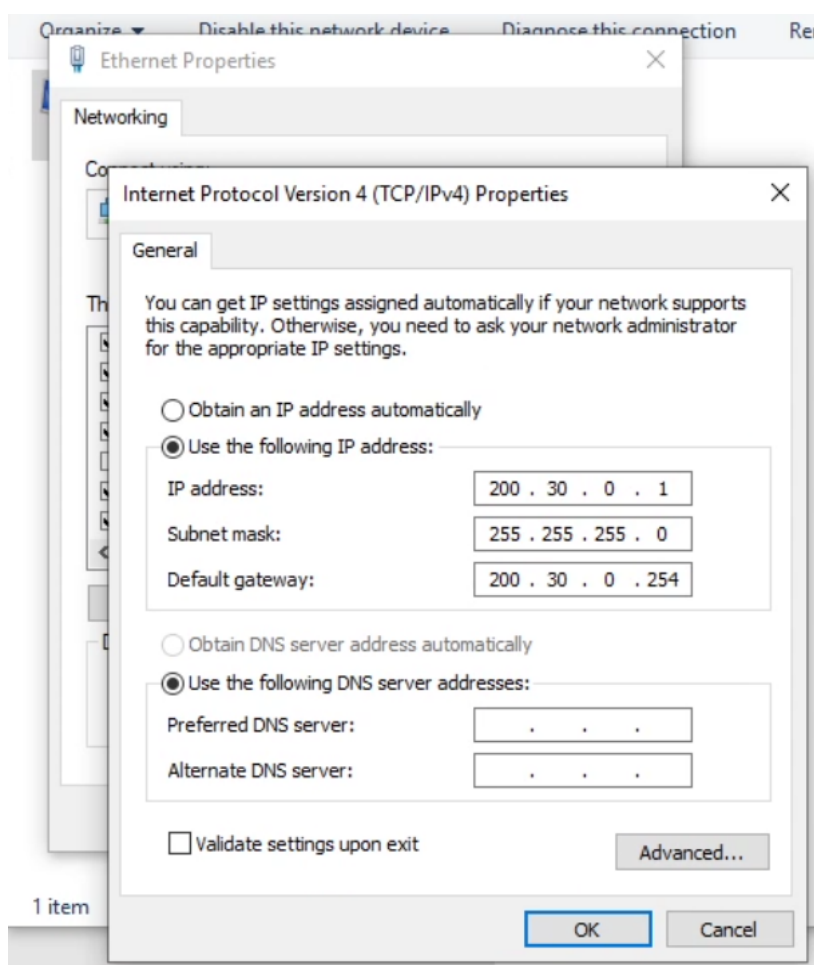 Organize Disable this network device Diagnose this connection
Ethernet Properties
Networking
Internet Protocol Version 4 (TCP/IPv4) Properties
General
You can get IP settings assigned automatically if your network supports
this capability. Otherwise, you need to ask your network administrator
for the appropriate IP settings.
Obtain an IP address automatically
Use the following IP address:
IP address: 200 . 30 . 0 . 1
Subnet mask: 255 . 255 . 255 . 0
Default gateway: 200 . 30 . 0 . 254
Obtain DNS server address automatically
Use the following DNS server addresses:
Preferred DNS server: . . .
Alternate DNS server: . . .
Validate settings upon exit
Advanced...
1 item
OK Cancel